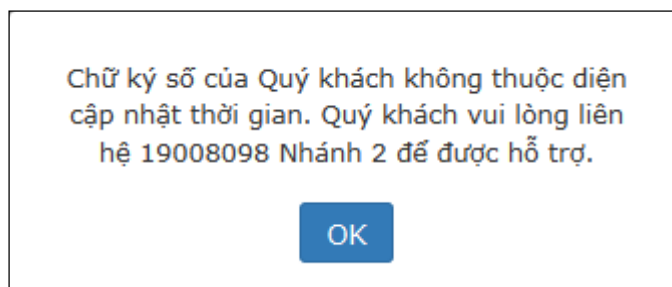 Chữ ký số của Quý khách không thuộc diện
cập nhật thời gian. Quý khách vui lòng liên
hệ 19008098 Nhánh 2 để được hỗ trợ.
OK